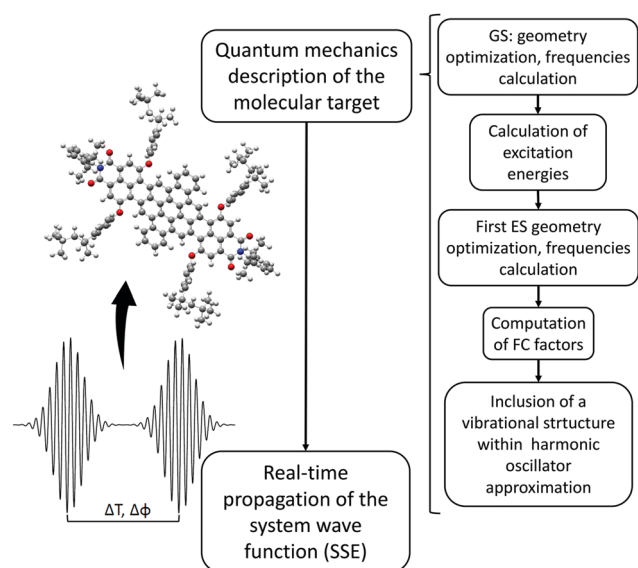 Quantum mechanics
description of the
molecular target
GS: geometry
optimization, frequencies
calculation
Calculation of
excitation
energies
First ES geometry
optimization, frequencies
calculation
Computation
of FC factors
Inclusion of a
vibrational strtucture
within harmonic
oscillator
approximation
Real-time
propagation of the
system wave
function (SSE)
ΔT, Δϕ